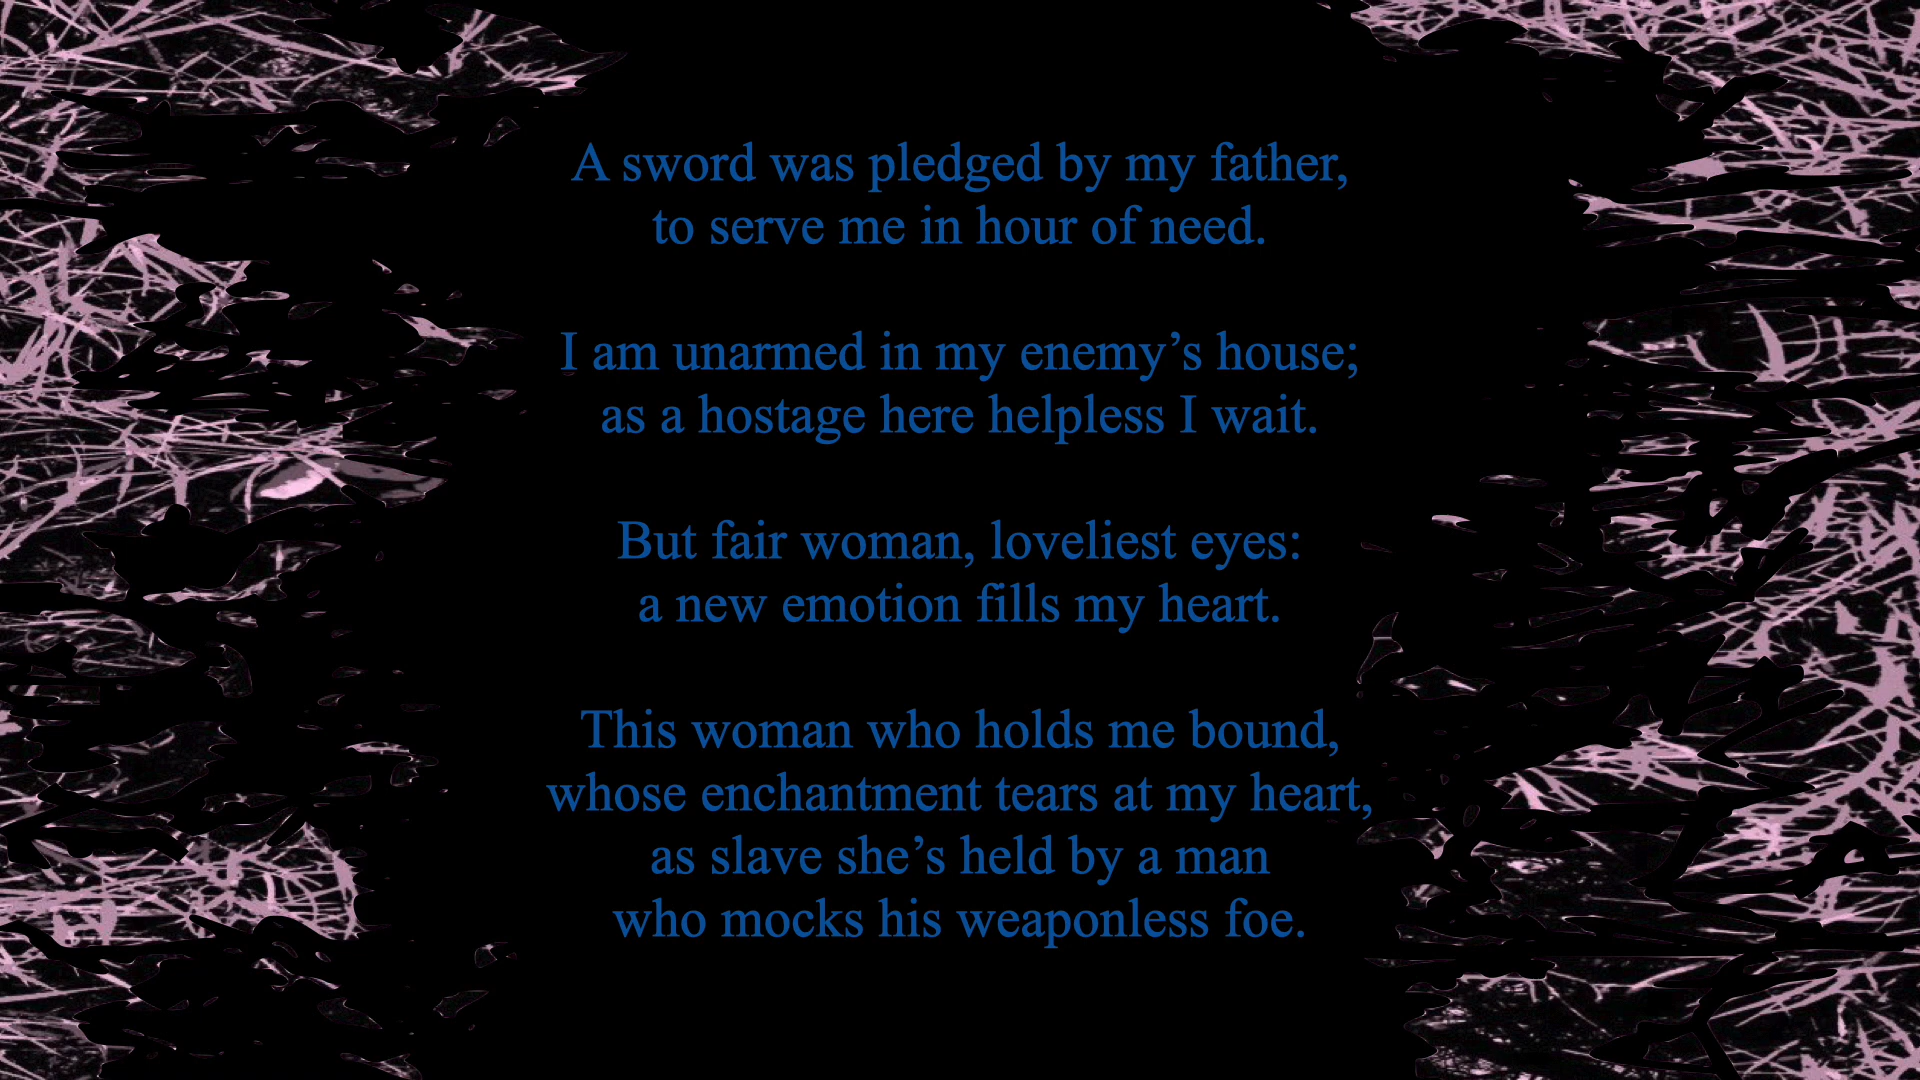 A sword was pledged by my father,
to serve me in hour of need.
I am unarmed in my enemy’s house;
as a hostage here helpless I wait.
But fair woman, loveliest eyes:
a new emotion fills my heart.
This woman who holds me bound,
whose enchantment tears at my heart,
as slave she’s held by a man
who mocks his weaponless foe.